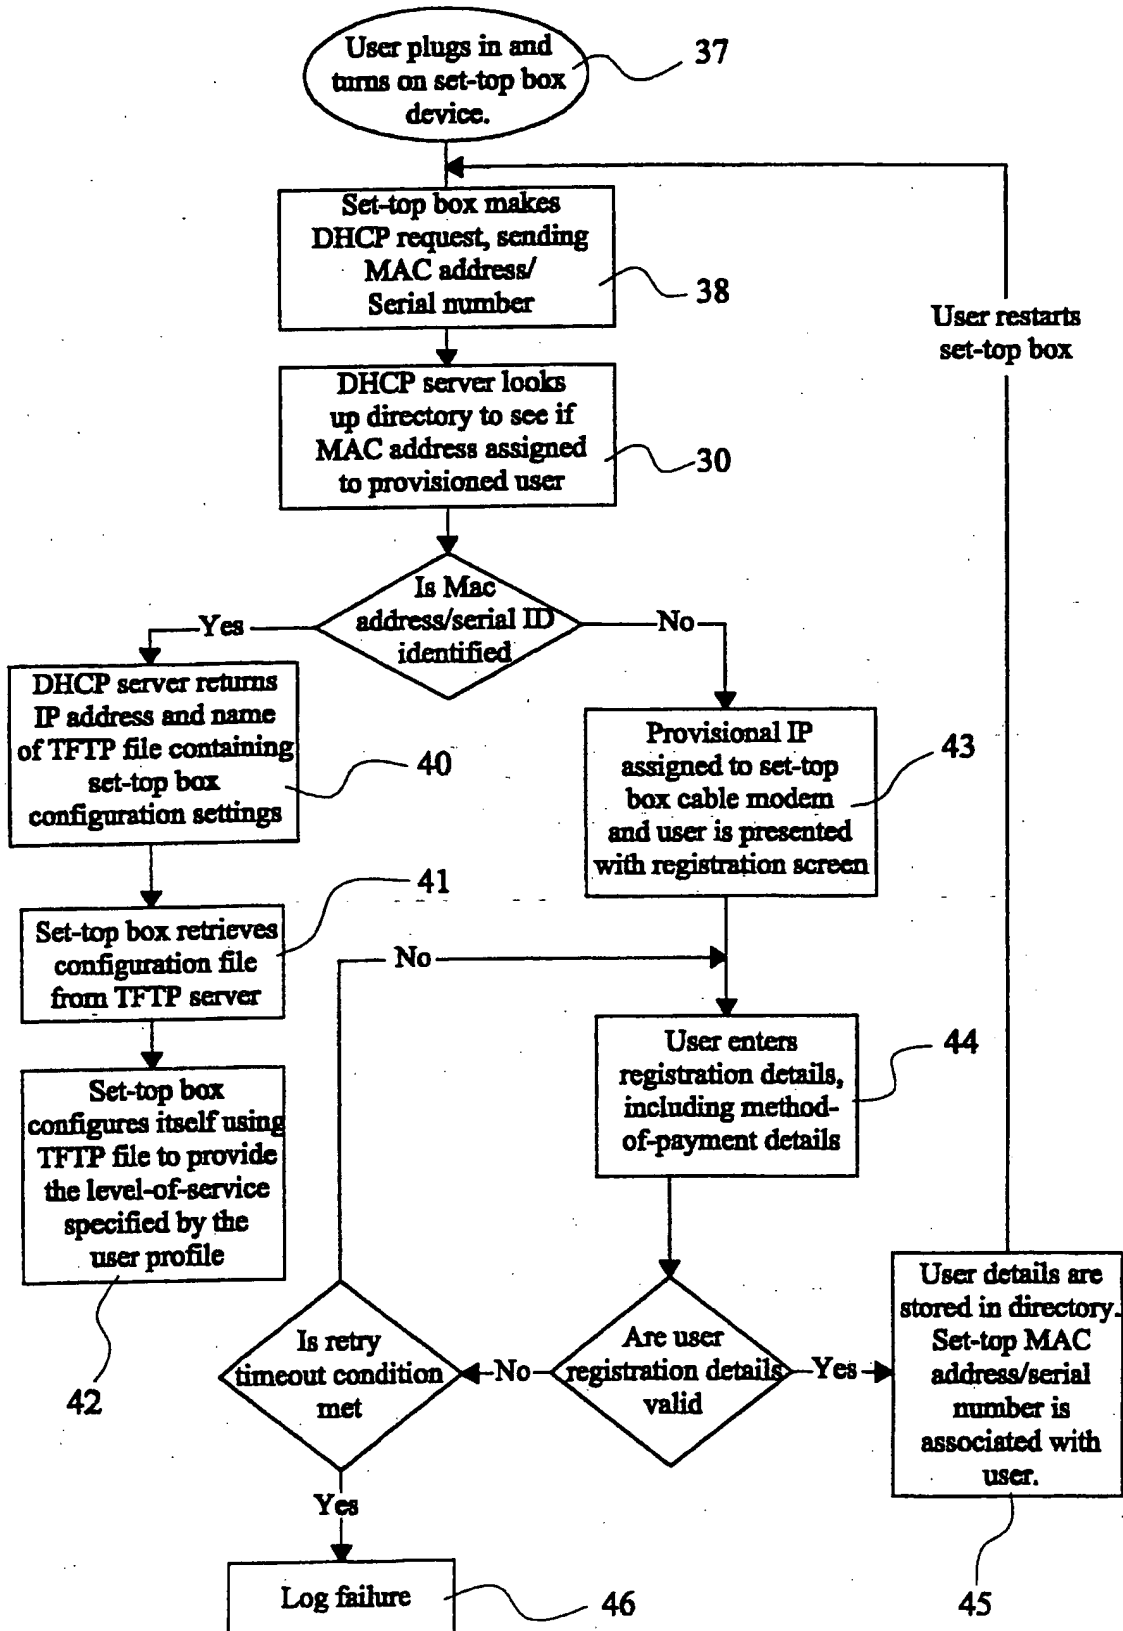 User plugs in and
turns on set-top box
device.
37
Set-top box makes
DHCP request, sending
MAC address/
Serial number
38
User restarts
set-top box
DHCP server looks
up directory to see if
MAC address assigned
to provisioned user
30
Is Mac
address/serial ID
identified
Yes
No
DHCP server returns
IP address and name
of TFTP file containing
set-top box
configuration settings
40
Provisional IP
assigned to set-top
box cable modem
and user is presented
with registration screen
43
41
Set-top box retrieves
configuration file
from TFTP server
No
User enters
registration details,
including method-
of-payment details
44
Set-top box
configures itself using
TFTP file to provide
the level-of-service
specified by the
user profile
42
Is retry
timeout condition
met
No
Are user
registration details
valid
Yes
User details are
stored in directory.
Set-top MAC
address/serial
number is
associated with
user.
45
Yes
Log failure
46